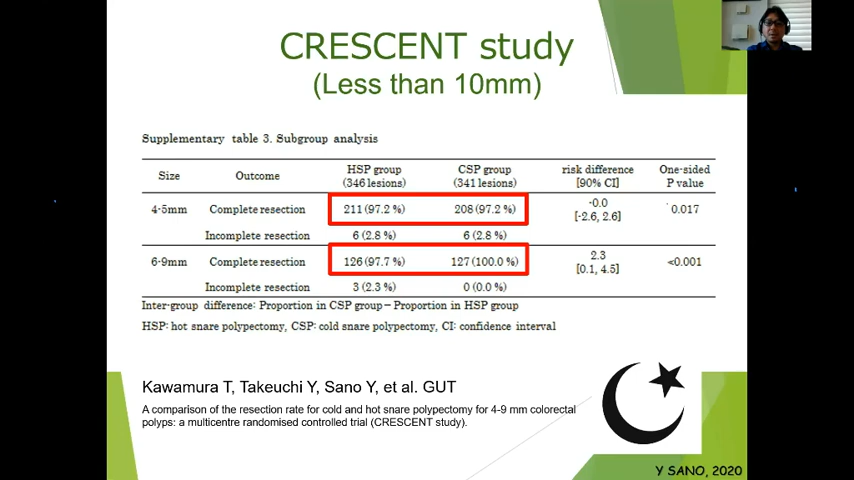 CRESCENT study
(Less than 10mm)
Supplementary table 3. Subgroup analysis
Size Outcome HSP group (346 lesions) CSP group (341 lesions) risk difference [90% CI] One-sided P value
4-5mm Complete resection 211 (97.2 %) 208 (97.2 %) -0.0 [-2.6, 2.6] 0.017
Incomplete resection 6 (2.8 %) 6 (2.8 %)
6-9mm Complete resection 126 (97.7 %) 127 (100.0 %) 2.3 [0.1, 4.5] <0.001
Incomplete resection 3 (2.3 %) 0 (0.0 %)
Inter-group difference: Proportion in CSP group – Proportion in HSP group
HSP: hot snare polypectomy, CSP: cold snare polypectomy, CI: confidence interval
Kawamura T, Takeuchi Y, Sano Y, et al. GUT
A comparison of the resection rate for cold and hot snare polypectomy for 4-9 mm colorectal
polyps: a multicentre randomised controlled trial (CRESCENT study).
Y SANO, 2020